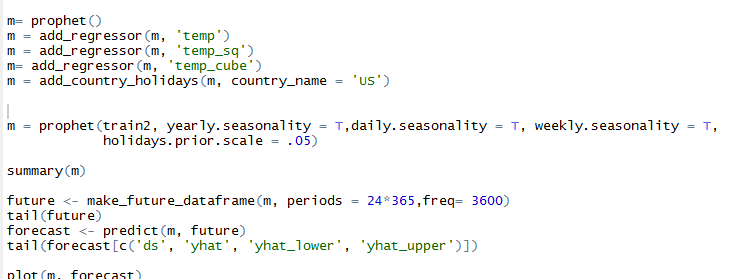 m= prophet()
m = add_regressor(m, 'temp')
m = add_regressor(m, 'temp_sq')
m= add_regressor(m, 'temp_cube')
m = add_country_holidays(m, country_name = 'US')
m = prophet(train2, yearly.seasonality = T,daily.seasonality = T, weekly.seasonality = T,
holidays.prior.scale = .05)
summary(m)
future <- make_future_dataframe(m, periods = 24*365,freq= 3600)
tail(future)
forecast <- predict(m, future)
tail(forecast[c('ds', 'yhat', 'yhat_lower', 'yhat_upper')])
plot(m, forecast)